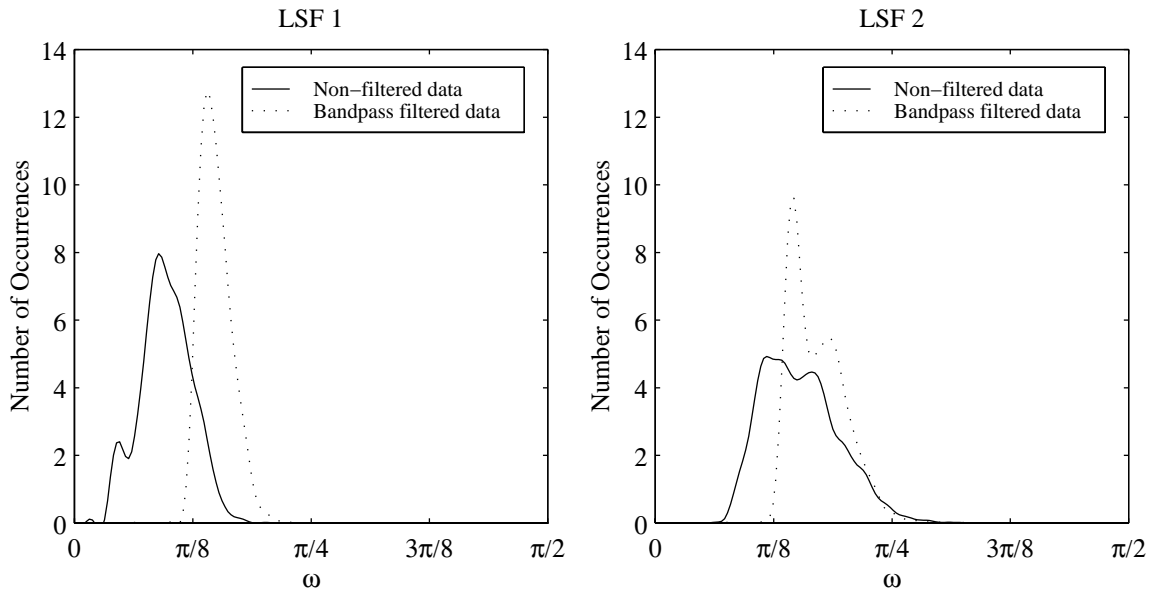 LSF 1
14
12
10
8
6
4
2
0
Number of Occurrences
Non−filtered data
Bandpass filtered data
0 π/8 π/4 3π/8 π/2
ω
LSF 2
14
12
10
8
6
4
2
0
Number of Occurrences
Non−filtered data
Bandpass filtered data
0 π/8 π/4 3π/8 π/2
ω